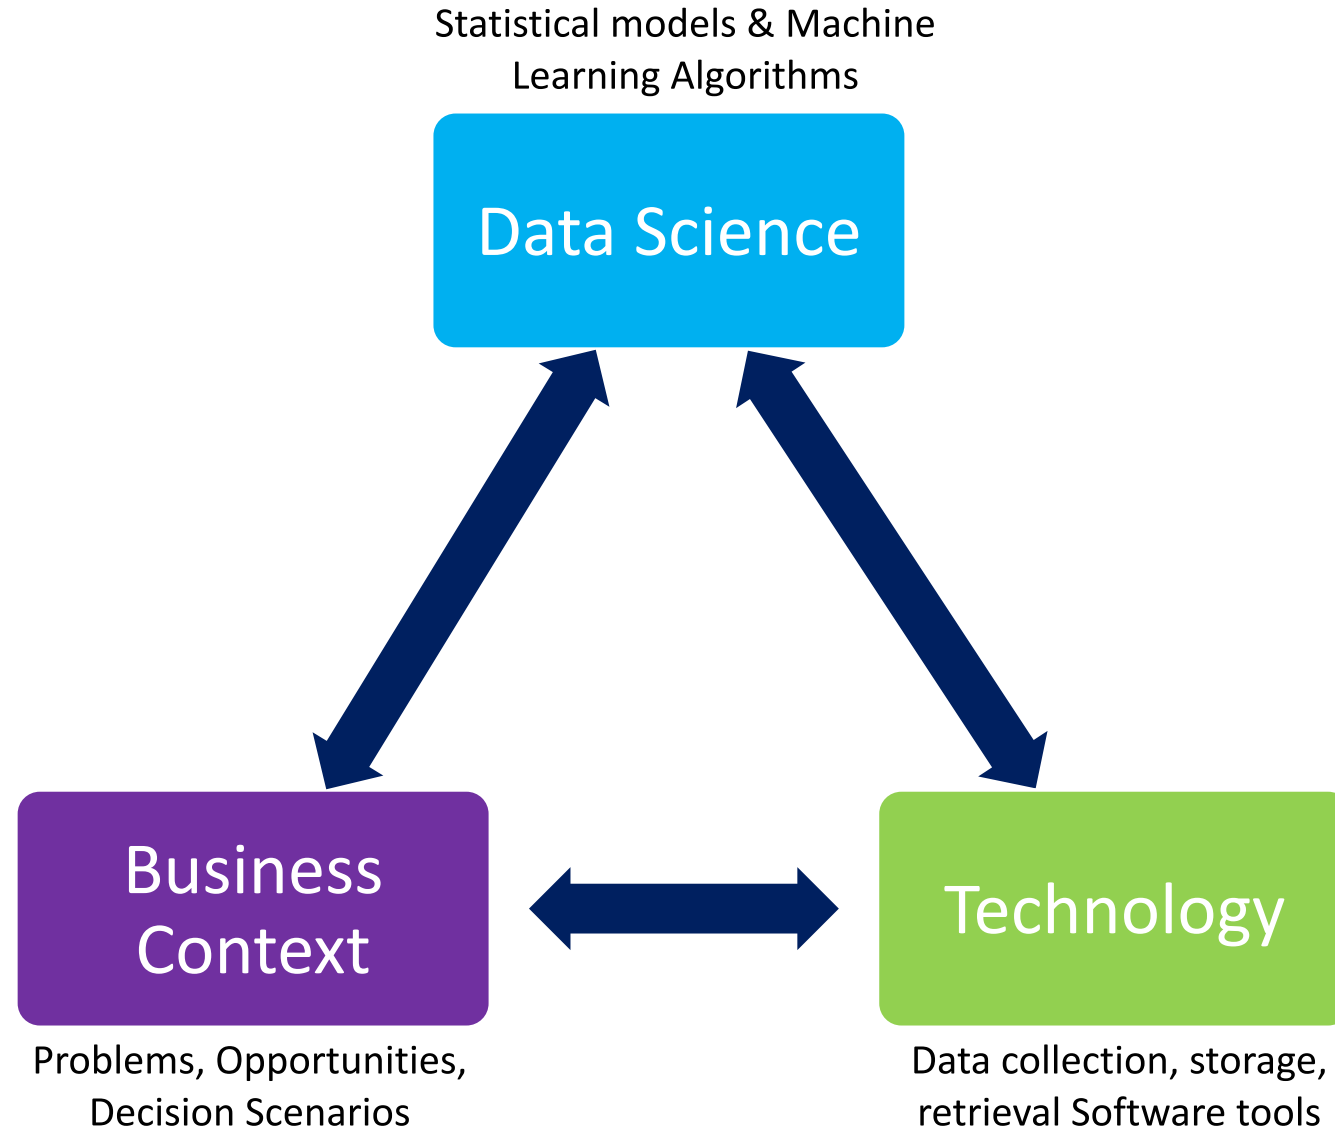 Statistical models & Machine
Learning Algorithms
Data Science
Business
Context
Technology
Problems, Opportunities,
Decision Scenarios
Data collection, storage,
retrieval Software tools